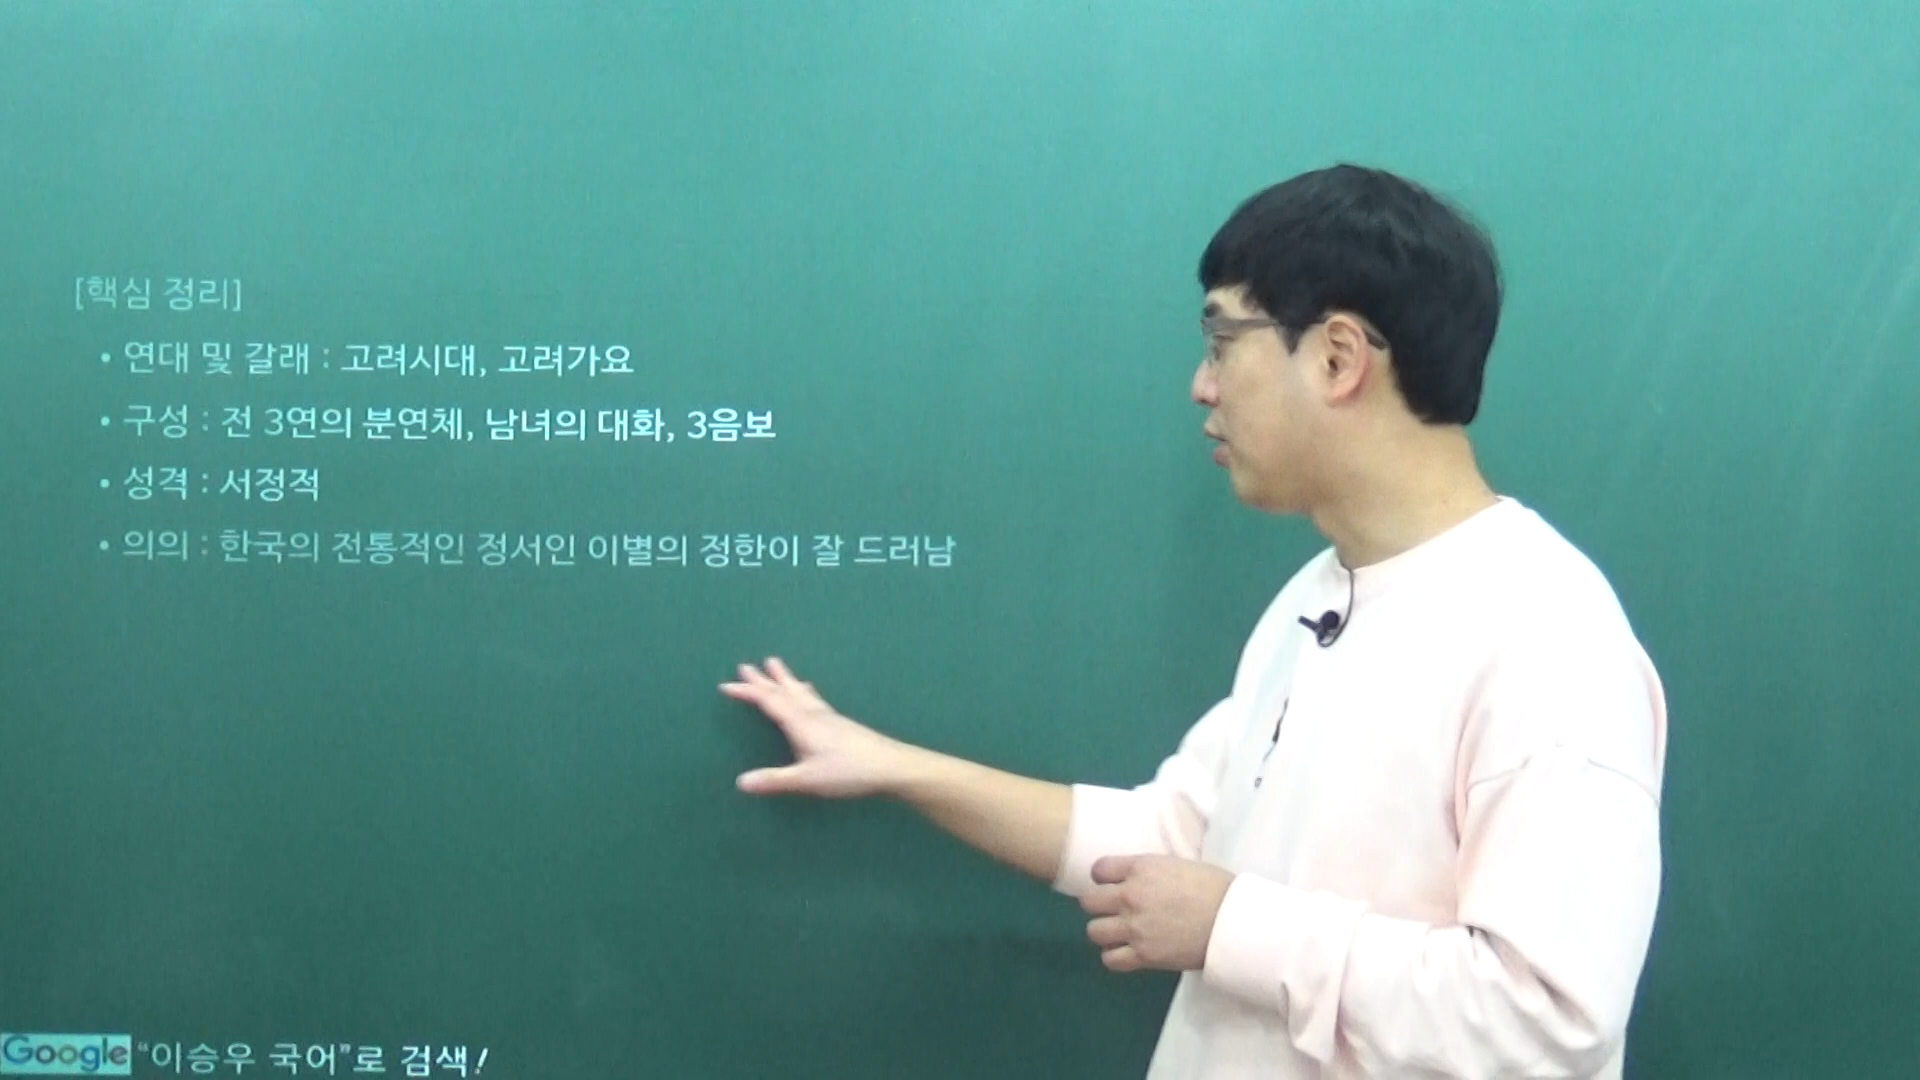 [핵심 정리]
• 연대 및 갈래 : 고려시대, 고려가요
• 구성 : 전 3연의 분연체, 남녀의 대화, 3음보
• 성격 : 서정적
• 의의 : 한국의 전통적인 정서인 이별의 정한이 잘 드러남
Google "이승우 국어"로 검색!